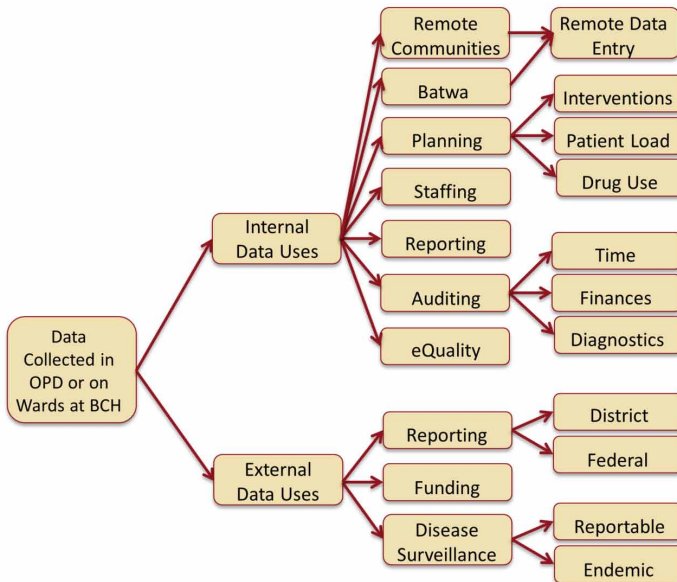 Data
Collected in
OPD or on
Wards at BCH
Internal
Data Uses
Remote
Communities
Remote Data
Entry
Batwa
Planning
Interventions
Patient Load
Drug Use
Staffing
Reporting
Auditing
Time
Finances
Diagnostics
eQuality
External
Data Uses
Reporting
District
Federal
Funding
Disease
Surveillance
Reportable
Endemic